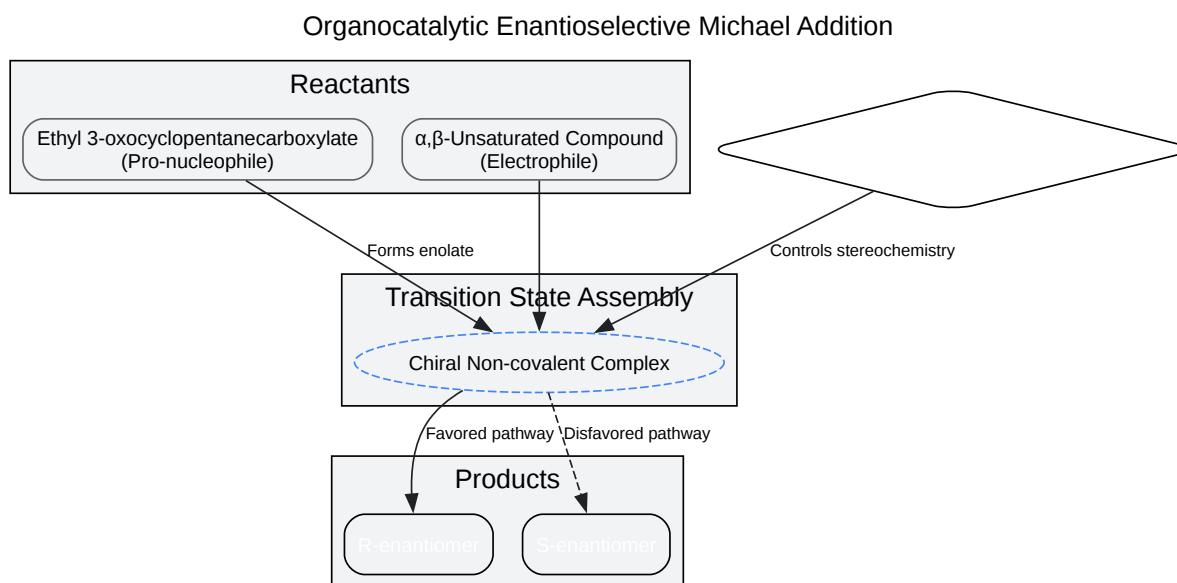 Organocatalytic Enantioselective Michael Addition
Reactants
Ethyl 3-oxocyclopentanecarboxylate
(Pro-nucleophile)
α,β-Unsaturated Compound
(Electrophile)
Forms enolate
Controls stereochemistry
Transition State Assembly
Chiral Non-covalent Complex
Favored pathway
Disfavored pathway
Products
R-enantiomer
S-enantiomer